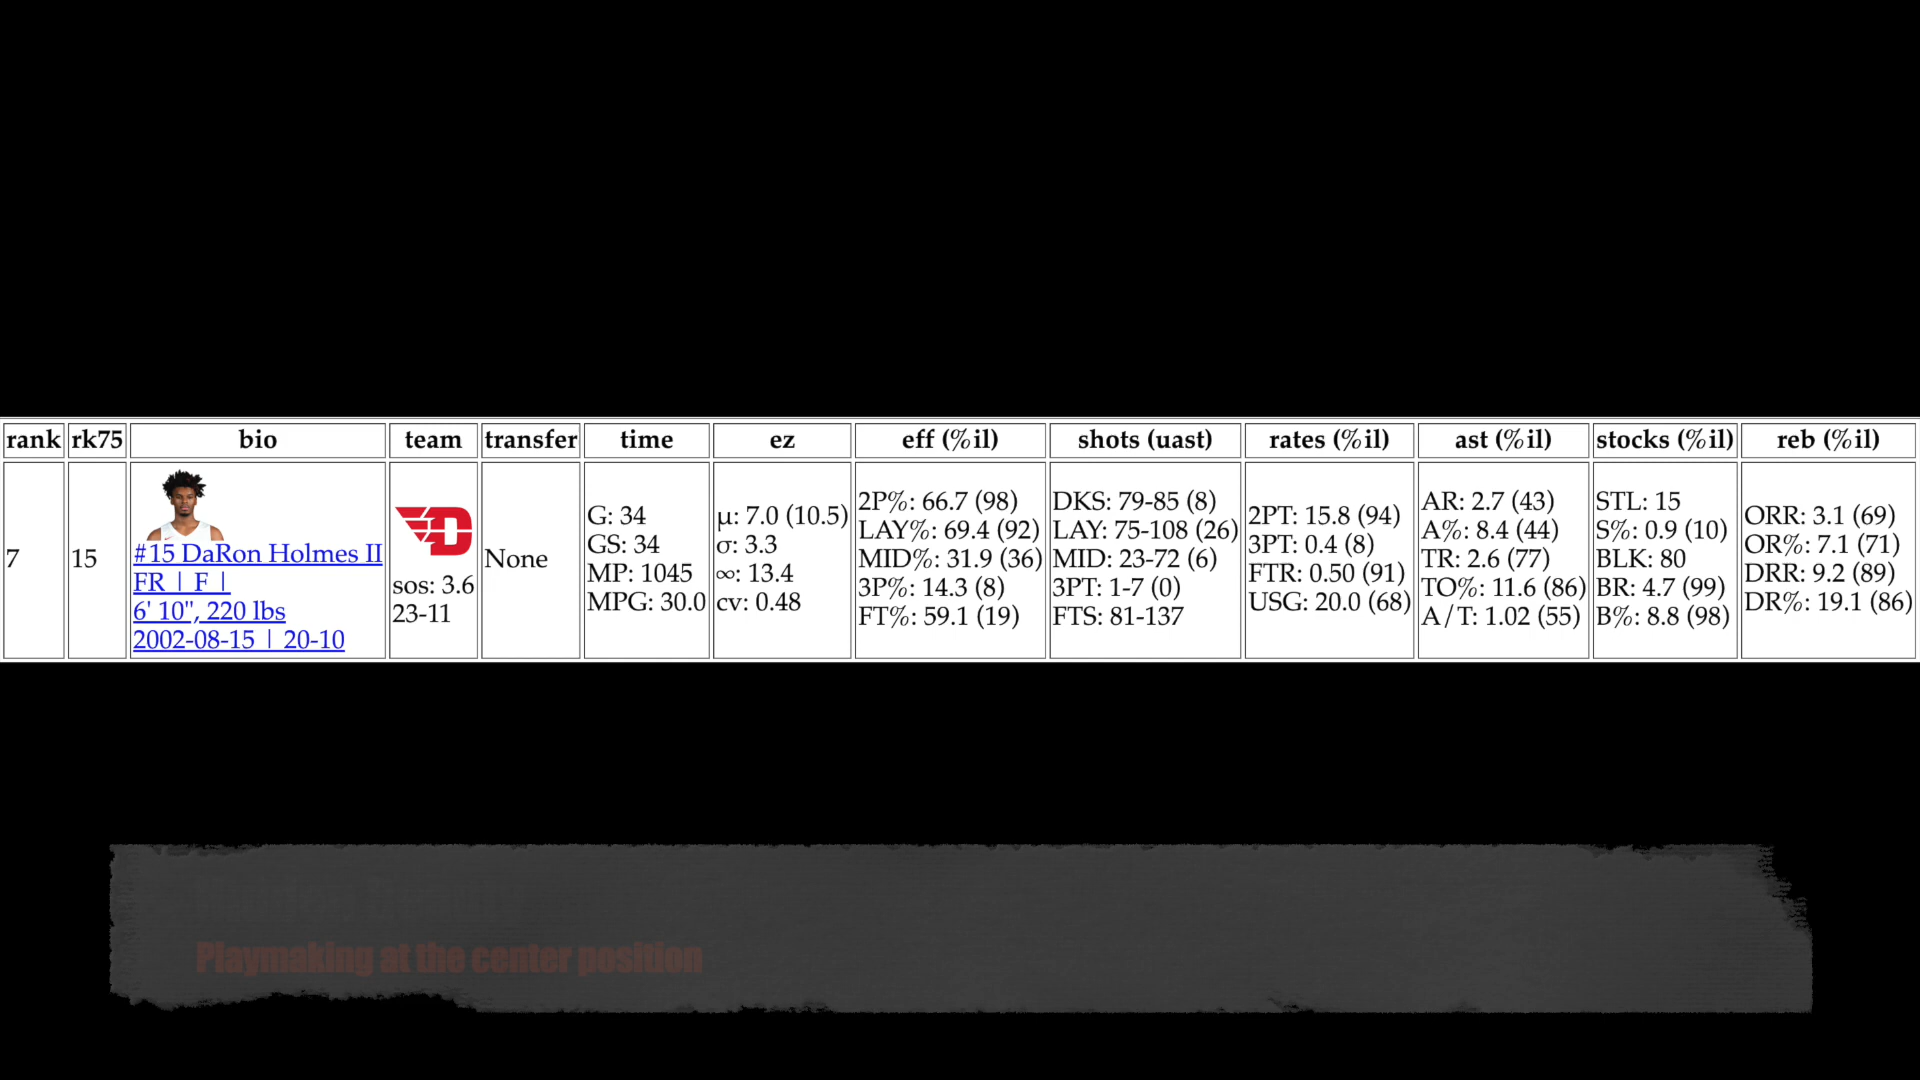 rank rk75 bio team transfer time ez eff (%il) shots (uast) rates (%il) ast (%il) stocks (%il) reb (%il)
7
15
#15 DaRon Holmes II
FR | F |
6' 10", 220 lbs
2002-08-15 | 20-10
D
sos: 3.6
23-11
None
G: 34
GS: 34
MP: 1045
MPG: 30.0
μ: 7.0 (10.5)
σ: 3.3
∞: 13.4
cv: 0.48
2P%: 66.7 (98)
LAY%: 69.4 (92)
MID%: 31.9 (36)
3P%: 14.3 (8)
FT%: 59.1 (19)
DKS: 79-85 (8)
LAY: 75-108 (26)
MID: 23-72 (6)
3PT: 1-7 (0)
FTS: 81-137
2PT: 15.8 (94)
3PT: 0.4 (8)
FTR: 0.50 (91)
USG: 20.0 (68)
AR: 2.7 (43)
A%: 8.4 (44)
TR: 2.6 (77)
TO%: 11.6 (86)
A/T: 1.02 (55)
STL: 15
S%: 0.9 (10)
BLK: 80
BR: 4.7 (99)
B%: 8.8 (98)
ORR: 3.1 (69)
OR%: 7.1 (71)
DRR: 9.2 (89)
DR%: 19.1 (86)
Playmaking at the center position